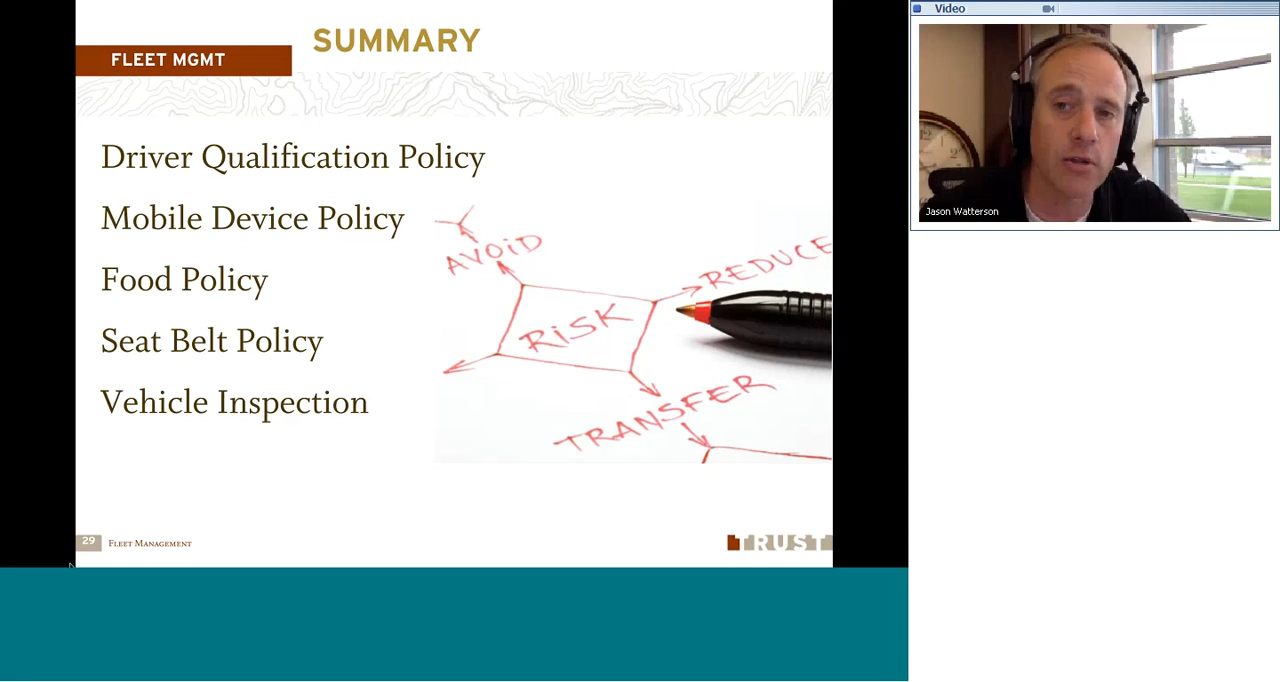 SUMMARY
FLEET MGMT
Driver Qualification Policy
Mobile Device Policy
Food Policy
Seat Belt Policy
Vehicle Inspection
AVOID
REDUCE
RISK
TRANSFER
29 Fleet Management
TRUST
Video
Jason Watterson